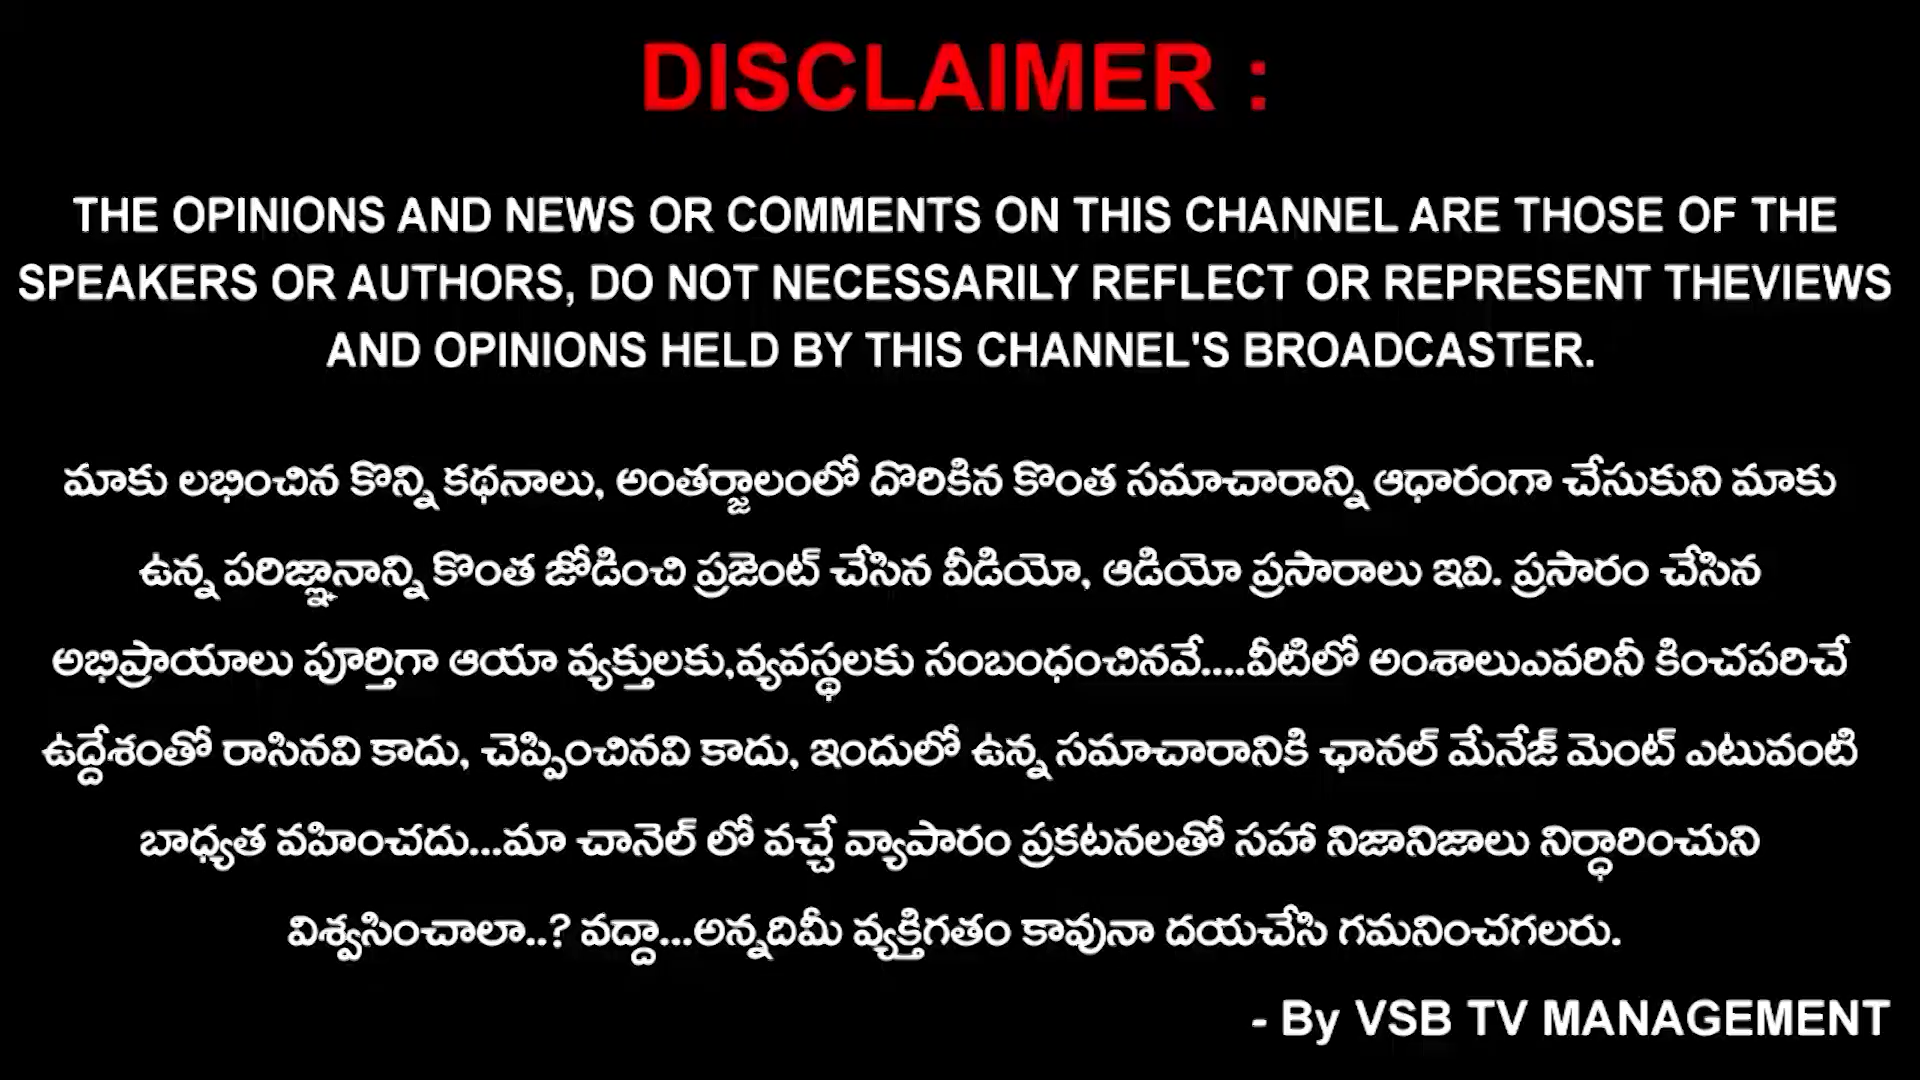 DISCLAIMER :
THE OPINIONS AND NEWS OR COMMENTS ON THIS CHANNEL ARE THOSE OF THE
SPEAKERS OR AUTHORS, DO NOT NECESSARILY REFLECT OR REPRESENT THEVIEWS
AND OPINIONS HELD BY THIS CHANNEL'S BROADCASTER.
మాకు లభించిన కొన్ని కథనాలు, అంతర్జాలంలో దొరికిన కొంత సమాచారాన్ని ఆధారంగా చేసుకుని మాకు
ఉన్న పరిజ్ఞానాన్ని కొంత జోడించి ప్రజెంట్ చేసిన వీడియో, ఆడియో ప్రసారాలు ఇవి. ప్రసారం చేసిన
అభిప్రాయాలు పూర్తిగా ఆయా వ్యక్తులకు,వ్యవస్థలకు సంబంధంచినవే....వీటిలో అంశాలుఎవరినీ కించపరిచే
ఉద్దేశంతో రాసినవి కాదు, చెప్పించినవి కాదు, ఇందులో ఉన్న సమాచారానికి ఛానల్ మేనేజ్ మెంట్ ఎటువంటి
బాధ్యత వహించదు...మా చానెల్ లో వచ్చే వ్యాపారం ప్రకటనలతో సహా నిజానిజాలు నిర్ధారించుని
విశ్వసించాలా..? వద్దా...అన్నదిమీ వ్యక్తిగతం కావునా దయచేసి గమనించగలరు.
- By VSB TV MANAGEMENT